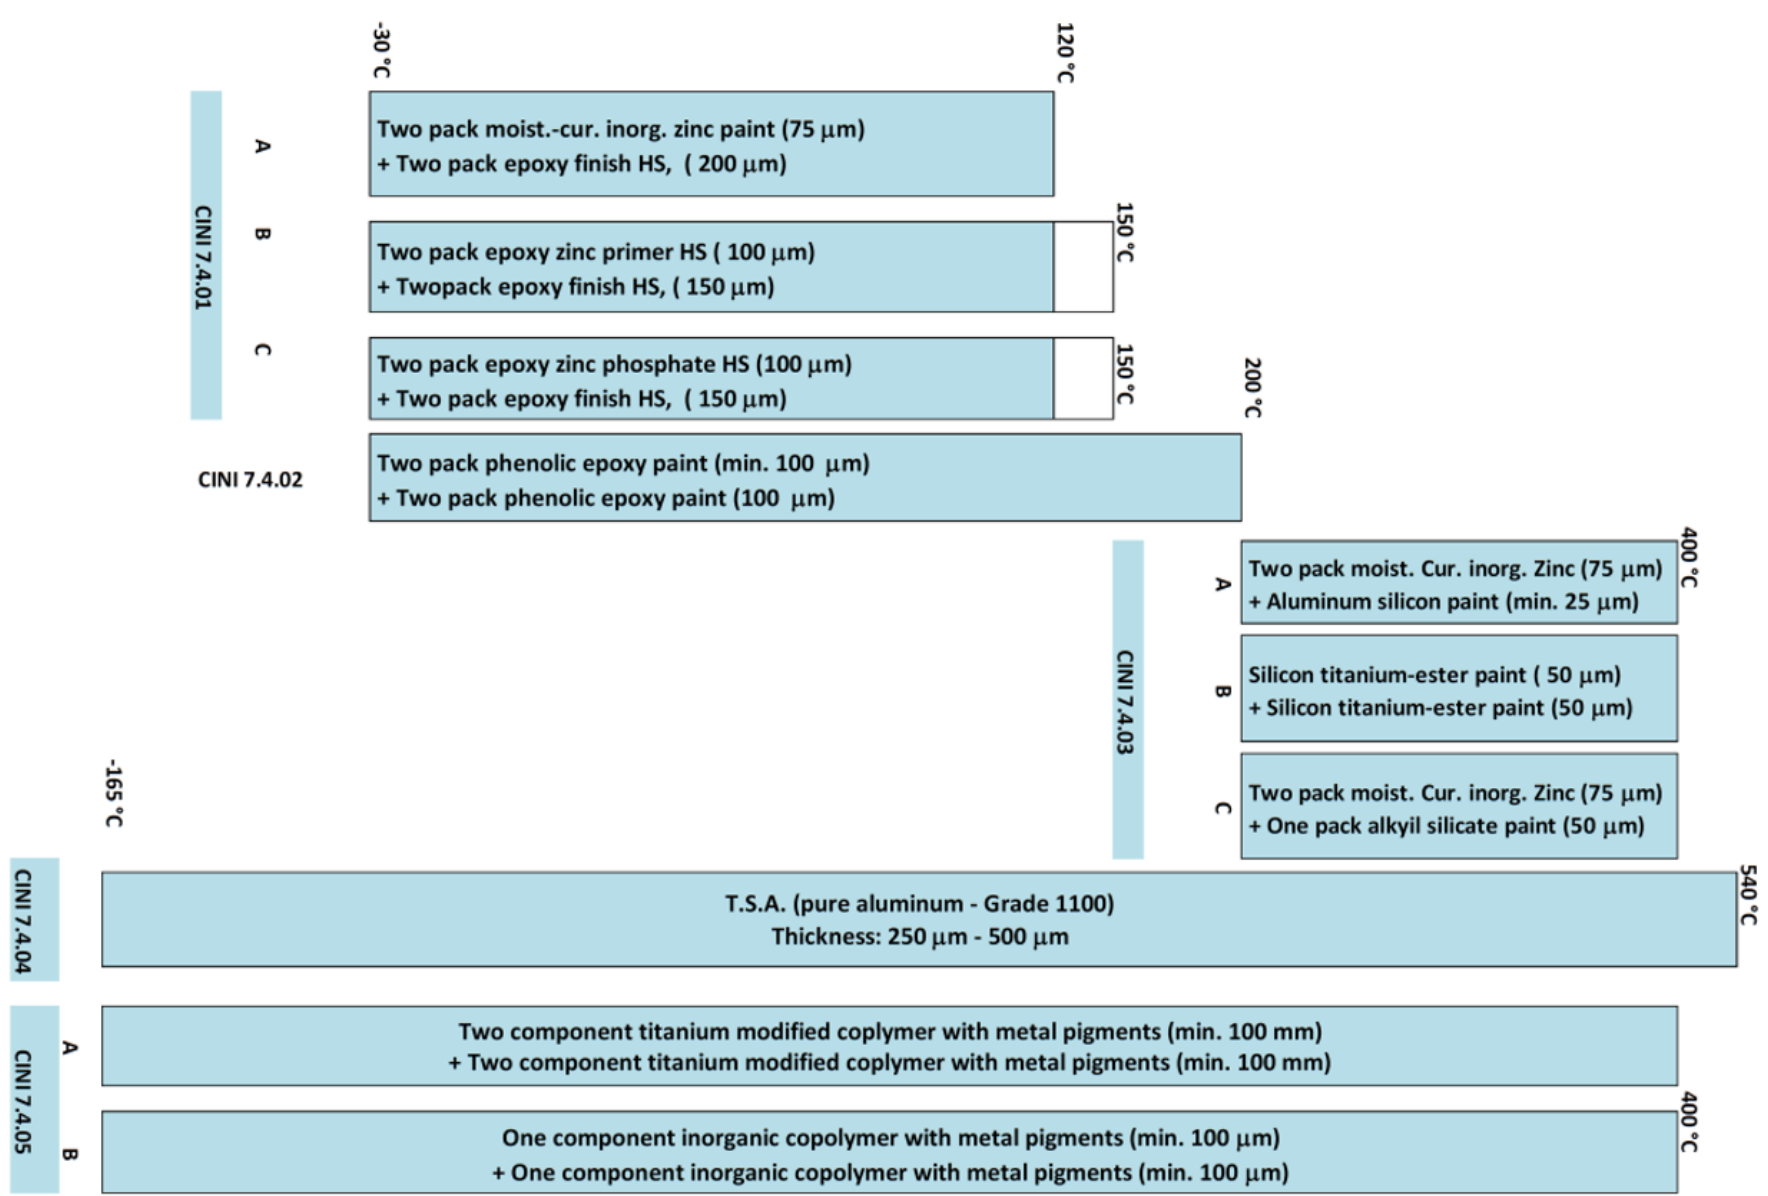 -30 °C
120 °C
CINI 7.4.01
A
Two pack moist.-cur. inorg. zinc paint (75 µm)
+ Two pack epoxy finish HS,  ( 200 µm)
B
150 °C
Two pack epoxy zinc primer HS ( 100 µm)
+ Twopack epoxy finish HS, ( 150 µm)
C
150 °C
Two pack epoxy zinc phosphate HS (100 µm)
+ Two pack epoxy finish HS,  ( 150 µm)
200 °C
CINI 7.4.02
Two pack phenolic epoxy paint (min. 100  µm)
+ Two pack phenolic epoxy paint (100  µm)
400 °C
CINI 7.4.03
A
Two pack moist. Cur. inorg. Zinc (75 µm)
+ Aluminum silicon paint (min. 25 µm)
B
Silicon titanium-ester paint ( 50 µm)
+ Silicon titanium-ester paint (50 µm)
C
Two pack moist. Cur. inorg. Zinc (75 µm)
+ One pack alkyil silicate paint (50 µm)
-165 °C
540 °C
CINI 7.4.04
T.S.A. (pure aluminum - Grade 1100)
Thickness: 250 µm - 500 µm
CINI 7.4.05
A
Two component titanium modified coplymer with metal pigments (min. 100 mm)
+ Two component titanium modified coplymer with metal pigments (min. 100 mm)
400 °C
B
One component inorganic copolymer with metal pigments (min. 100 µm)
+ One component inorganic copolymer with metal pigments (min. 100 µm)